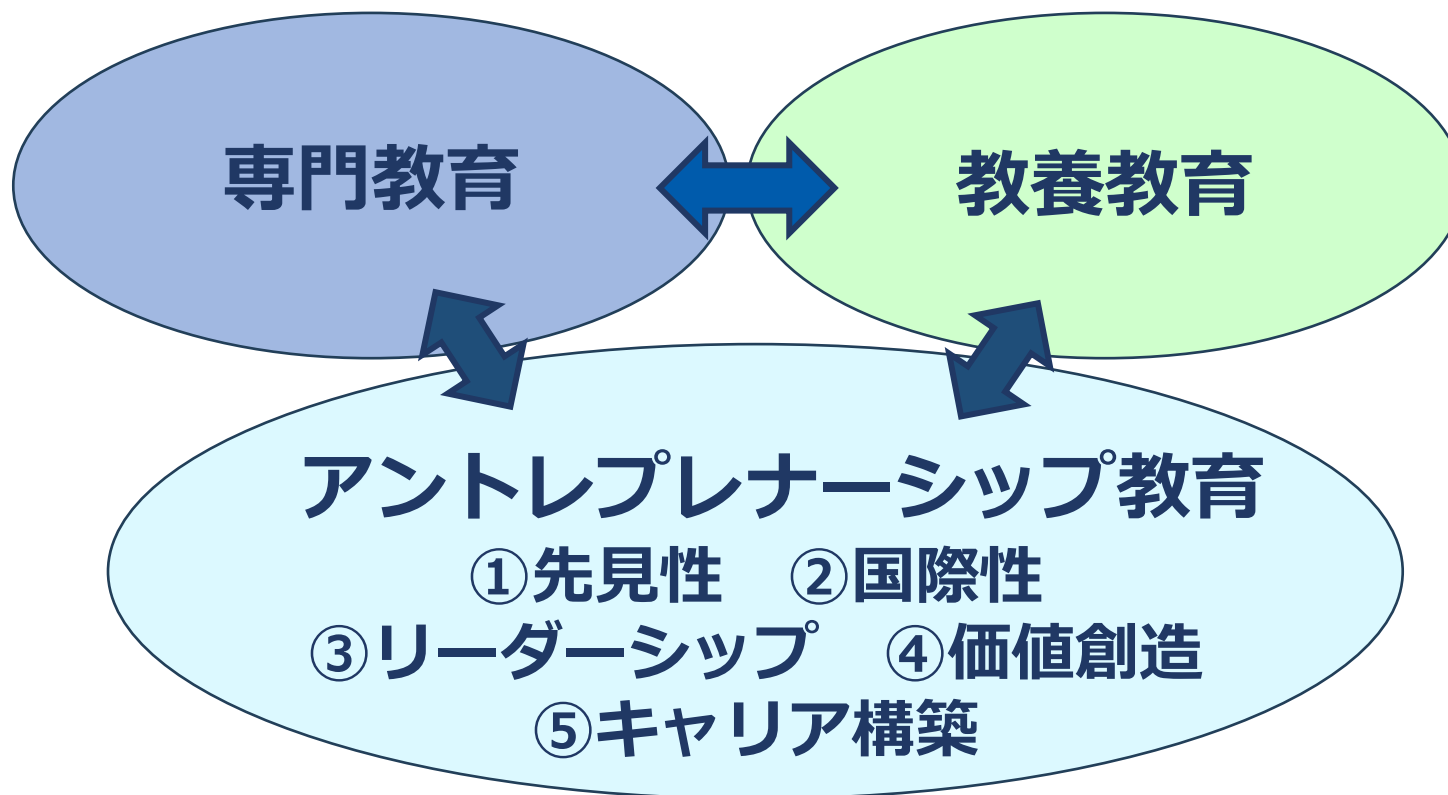 専門教育
教養教育
アントレプレナーシップ教育
①先見性　②国際性
③リーダーシップ　④価値創造
⑤キャリア構築